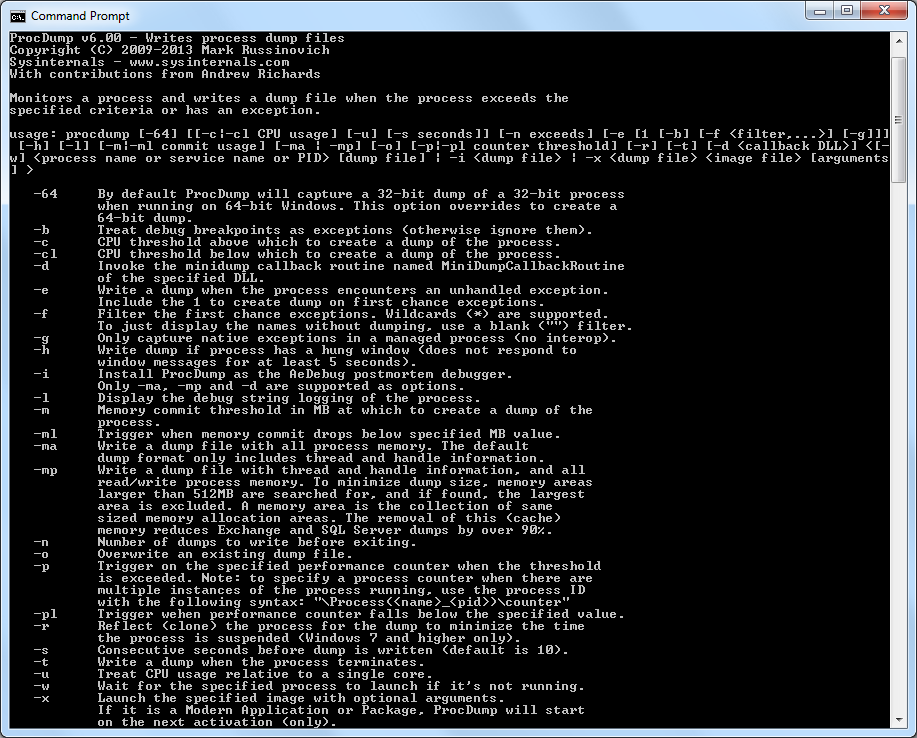 Command Prompt
ProcDump v6.00 - Writes process dump files
Copyright (C) 2009-2013 Mark Russinovich
Sysinternals - www.sysinternals.com
With contributions from Andrew Richards
Monitors a process and writes a dump file when the process exceeds the
specified criteria or has an exception.
usage: procdump [-64] [[-c¦-cl CPU usage] [-u] [-s seconds]] [-n exceeds] [-e [1 [-b] [-f <filter,...>] [-g]]]
[-h] [-l] [-m¦-ml commit usage] [-ma ¦ -mp] [-o] [-p¦-pl counter threshold] [-r] [-t] [-d <callback DLL>] <[-
w] <process name or service name or PID> [dump file] ¦ -i <dump file> ¦ -x <dump file> <image file> [arguments
] >
-64 By default ProcDump will capture a 32-bit dump of a 32-bit process
when running on 64-bit Windows. This option overrides to create a
64-bit dump.
-b Treat debug breakpoints as exceptions (otherwise ignore them).
-c CPU threshold above which to create a dump of the process.
-cl CPU threshold below which to create a dump of the process.
-d Invoke the minidump callback routine named MiniDumpCallbackRoutine
of the specified DLL.
-e Write a dump when the process encounters an unhandled exception.
Include the 1 to create dump on first chance exceptions.
-f Filter the first chance exceptions. Wildcards (*) are supported.
To just display the names without dumping, use a blank ("") filter.
-g Only capture native exceptions in a managed process (no interop).
-h Write dump if process has a hung window (does not respond to
window messages for at least 5 seconds).
-i Install ProcDump as the AeDebug postmortem debugger.
Only -ma, -mp and -d are supported as options.
-l Display the debug string logging of the process.
-m Memory commit threshold in MB at which to create a dump of the
process.
-ml Trigger when memory commit drops below specified MB value.
-ma Write a dump file with all process memory. The default
dump format only includes thread and handle information.
-mp Write a dump file with thread and handle information, and all
read/write process memory. To minimize dump size, memory areas
larger than 512MB are searched for, and if found, the largest
area is excluded. A memory area is the collection of same
sized memory allocation areas. The removal of this (cache)
memory reduces Exchange and SQL Server dumps by over 90%.
-n Number of dumps to write before exiting.
-o Overwrite an existing dump file.
-p Trigger on the specified performance counter when the threshold
is exceeded. Note: to specify a process counter when there are
multiple instances of the process running, use the process ID
with the following syntax: "\Process(<name>_<pid>)\counter"
-pl Trigger wehen performance counter falls below the specified value.
-r Reflect (clone) the process for the dump to minimize the time
the process is suspended (Windows 7 and higher only).
-s Consecutive seconds before dump is written (default is 10).
-t Write a dump when the process terminates.
-u Treat CPU usage relative to a single core.
-w Wait for the specified process to launch if it's not running.
-x Launch the specified image with optional arguments.
If it is a Modern Application or Package, ProcDump will start
on the next activation (only).